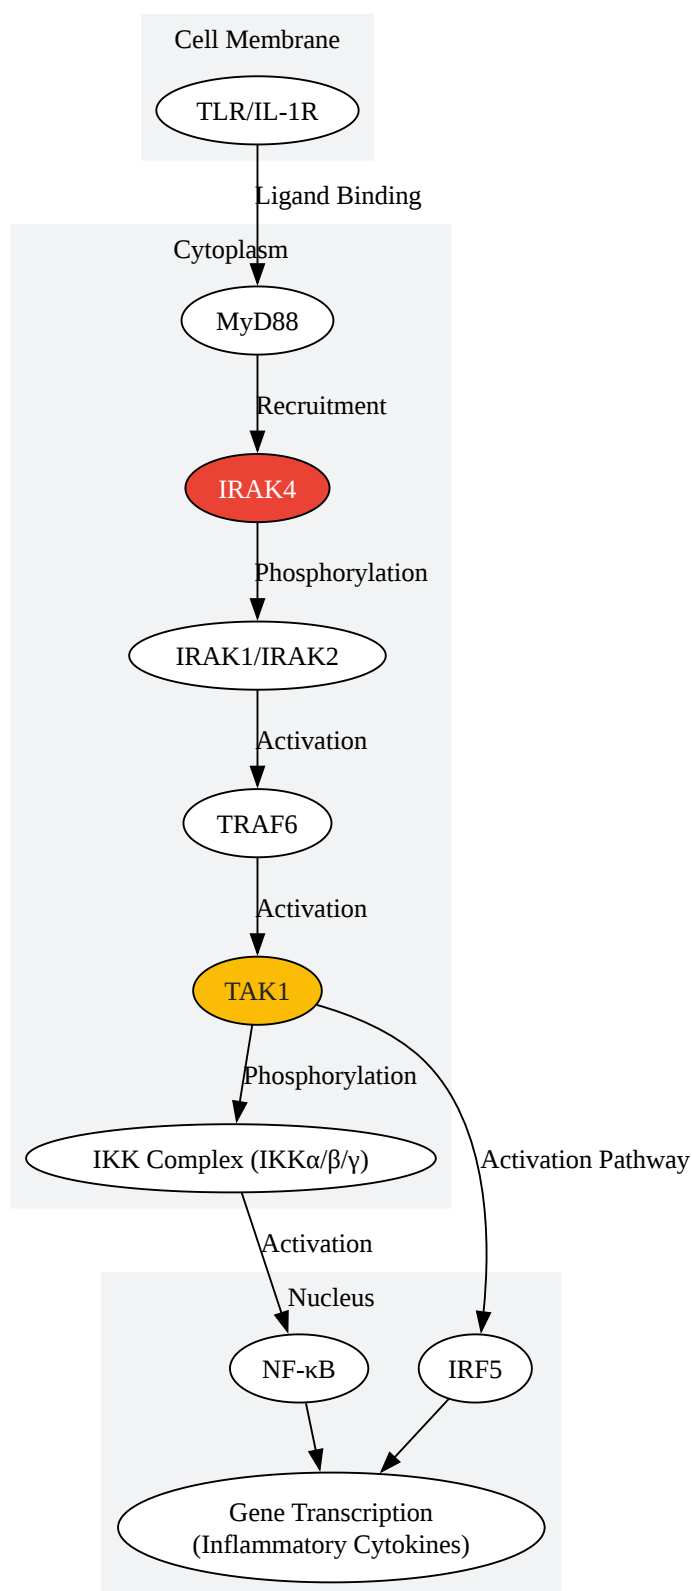 Cell Membrane
TLR/IL-1R
Ligand Binding
Cytoplasm
MyD88
Recruitment
IRAK4
Phosphorylation
IRAK1/IRAK2
Activation
TRAF6
Activation
TAK1
Phosphorylation
IKK Complex (IKKα/β/γ)
Activation Pathway
Activation
Nucleus
NF-κB
IRF5
Gene Transcription
(Inflammatory Cytokines)